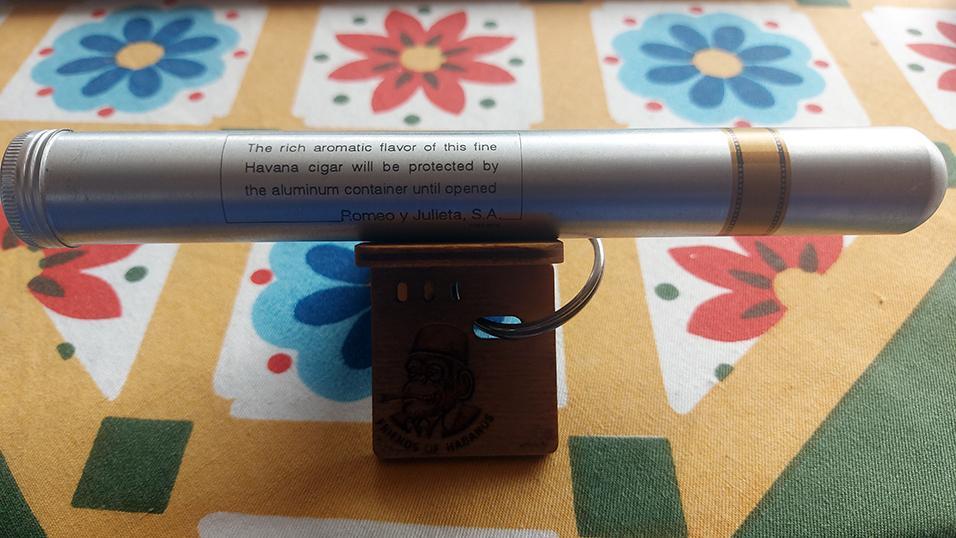 The rich aromatic flavor of this fine
Havana cigar will be protected by
the aluminum container until opened
Romeo y Julieta, S.A.
FRIENDS OF HABANOS